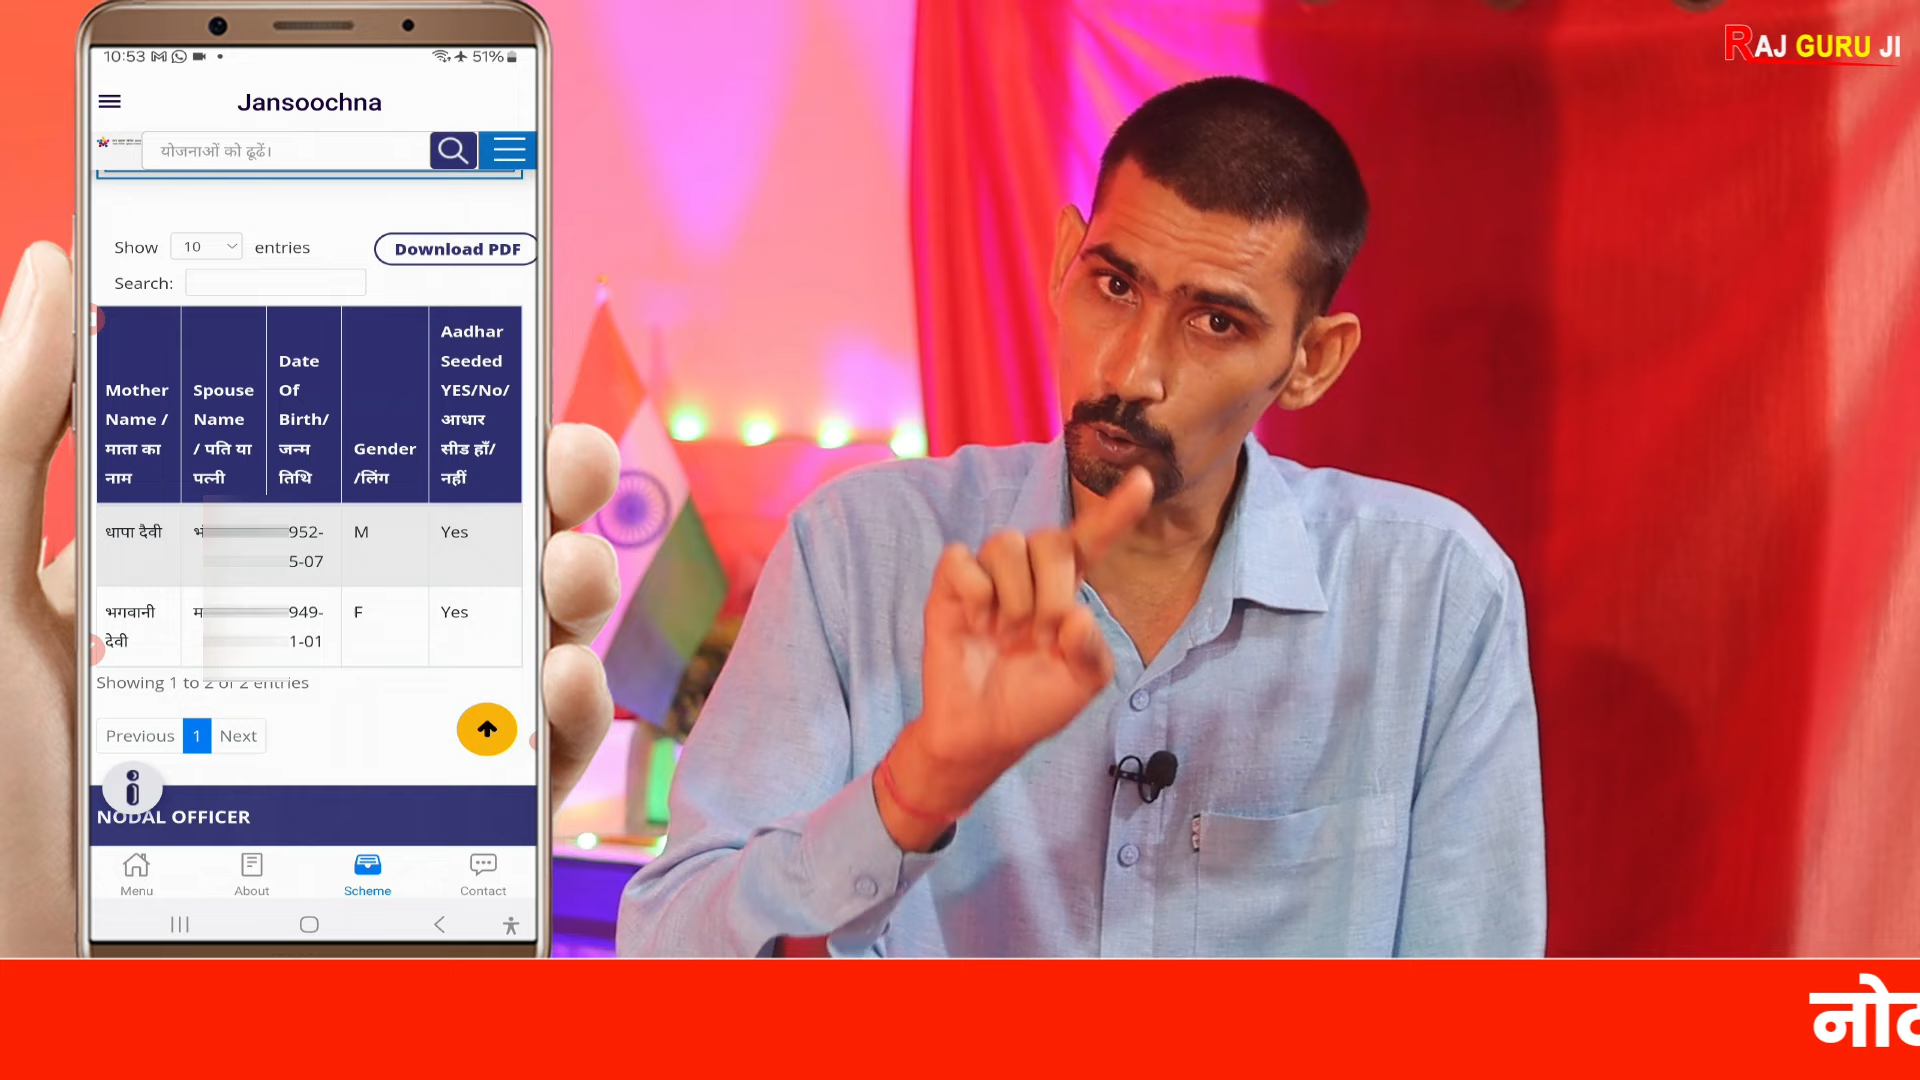 10:53
51%
RAJ GURU JI
Jansoochna
योजनाओं को ढूढें।
Show 10 entries
Download PDF
Search:
Mother Name / माता का नाम
Spouse Name / पति या पत्नी
Date Of Birth/ जन्म तिथि
Gender /लिंग
Aadhar Seeded YES/No/ आधार सीड हाँ/ नहीं
धापा दैवी
952-5-07
M
Yes
भगवानी देवी
949-1-01
F
Yes
Showing 1 to 2 of 2 entries
Previous 1 Next
NODAL OFFICER
Menu
About
Scheme
Contact